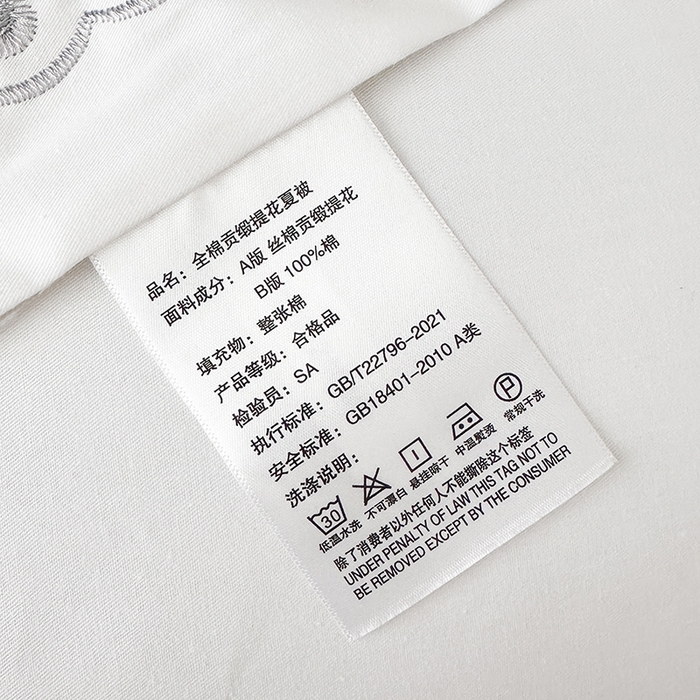 品名：全棉贡缎提花夏被
面料成分：A版 丝棉贡缎提花
B版 100%棉
填充物：整张棉
产品等级：合格品
检验员：SA
执行标准：GB/T22796-2021
安全标准：GB18401-2010 A类
洗涤说明：
30 P
低温水洗 不可漂白 悬挂晾干 中温熨烫 常规干洗
除了消费者以外任何人不能撕除这个标签
UNDER PENALTY OF LAW THIS TAG NOT TO
BE REMOVED EXCEPT BY THE CONSUMER